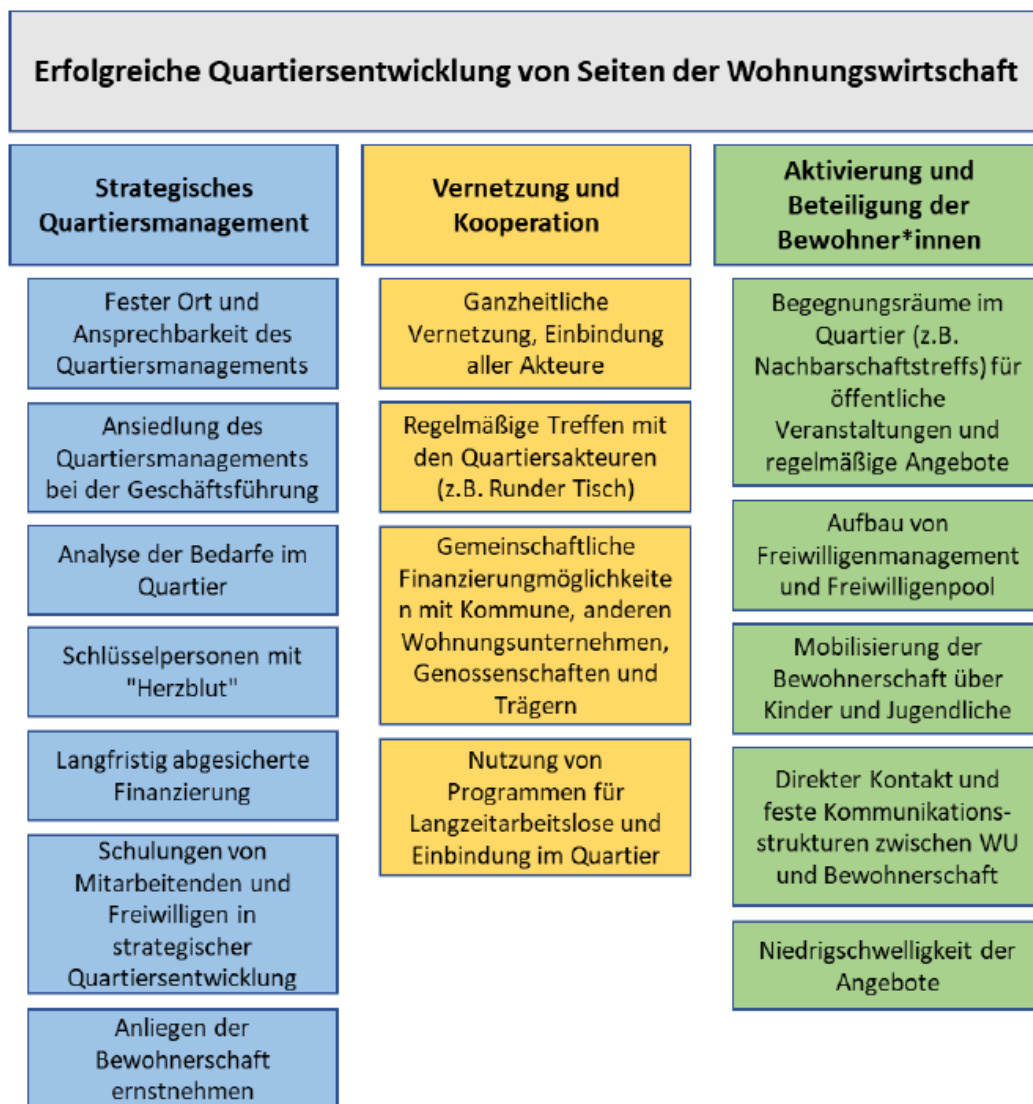 Erfolgreiche Quartiersentwicklung von Seiten der Wohnungswirtschaft
Strategisches
Quartiersmanagement
Fester Ort und
Ansprechbarkeit des
Quartiersmanagements
Ansiedlung des
Quartiersmanagements
bei der Geschäftsführung
Analyse der Bedarfe im
Quartier
Schlüsselpersonen mit
"Herzblut"
Langfristig abgesicherte
Finanzierung
Schulungen von
Mitarbeitenden und
Freiwilligen in
strategischer
Quartiersentwicklung
Anliegen der
Bewohnerschaft
ernstnehmen
Vernetzung und
Kooperation
Ganzheitliche
Vernetzung, Einbindung
aller Akteure
Regelmäßige Treffen mit
den Quartiersakteuren
(z.B. Runder Tisch)
Gemeinschaftliche
Finanzierungmöglichkeite
n mit Kommune, anderen
Wohnungsunternehmen,
Genossenschaften und
Trägern
Nutzung von
Programmen für
Langzeitarbeitslose und
Einbindung im Quartier
Aktivierung und
Beteiligung der
Bewohner*innen
Begegnungsräume im
Quartier (z.B.
Nachbarschaftstreffs) für
öffentliche
Veranstaltungen und
regelmäßige Angebote
Aufbau von
Freiwilligenmanagement
und Freiwilligenpool
Mobilisierung der
Bewohnerschaft über
Kinder und Jugendliche
Direkter Kontakt und
feste Kommunikations-
strukturen zwischen WU
und Bewohnerschaft
Niedrigschwelligkeit der
Angebote